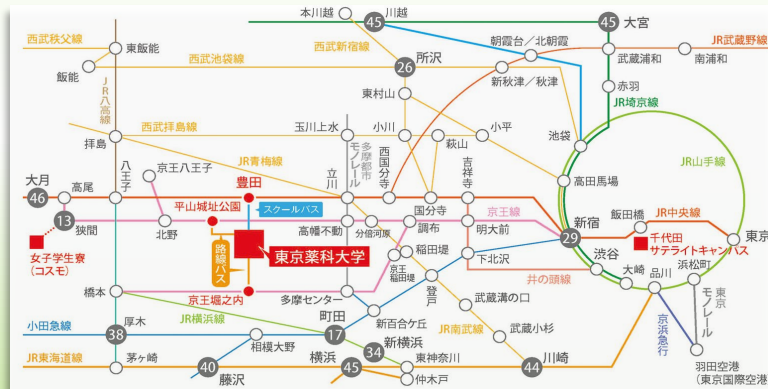 本川越
45
川越
45
大宮
西武秩父線
東飯能
西武新宿線
朝霞台／北朝霞
武蔵浦和
南浦和
JR武蔵野線
飯能
西武池袋線
26
所沢
新秋津／秋津
赤羽
JR八高線
東村山
JR埼京線
拝島
西武拝島線
玉川上水
小川
萩山
小平
池袋
JR青梅線
多摩都市
モノレール
西国分寺
吉祥寺
JR山手線
高田馬場
大月
46
高尾
八王子
京王八王子
豊田
立川
国分寺
飯田橋
JR中央線
スクールバス
平山城址公園
京王線
新宿
29
千代田
サテライトキャンパス
東京
13
狭間
北野
路線バス
東京薬科大学
高幡不動
分倍河原
調布
明大前
渋谷
女子学生寮
(コスモ)
京王
稲田堤
稲田堤
下北沢
井の頭線
大崎
品川
浜松町
橋本
京王堀之内
多摩センター
登戸
武蔵溝の口
東京
モノレール
小田急線
厚木
38
JR横浜線
町田
17
新百合ケ丘
JR南武線
武蔵小杉
京浜急行
相模大野
34
新横浜
羽田空港
(東京国際空港)
JR東海道線
茅ヶ崎
40
藤沢
横浜
45
東神奈川
仲木戸
44
川崎